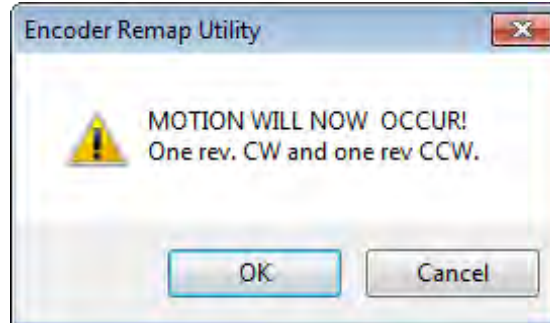 Encoder Remap Utility
MOTION WILL NOW  OCCUR!
One rev. CW and one rev CCW.
OK
Cancel